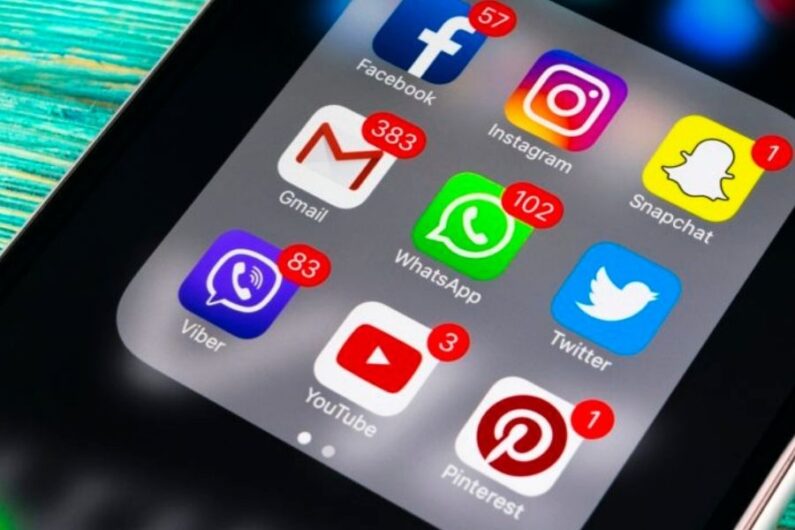 57
Facebook
Instagram
1
Snapchat
383
Gmail
102
WhatsApp
Twitter
83
Viber
3
YouTube
1
Pinterest